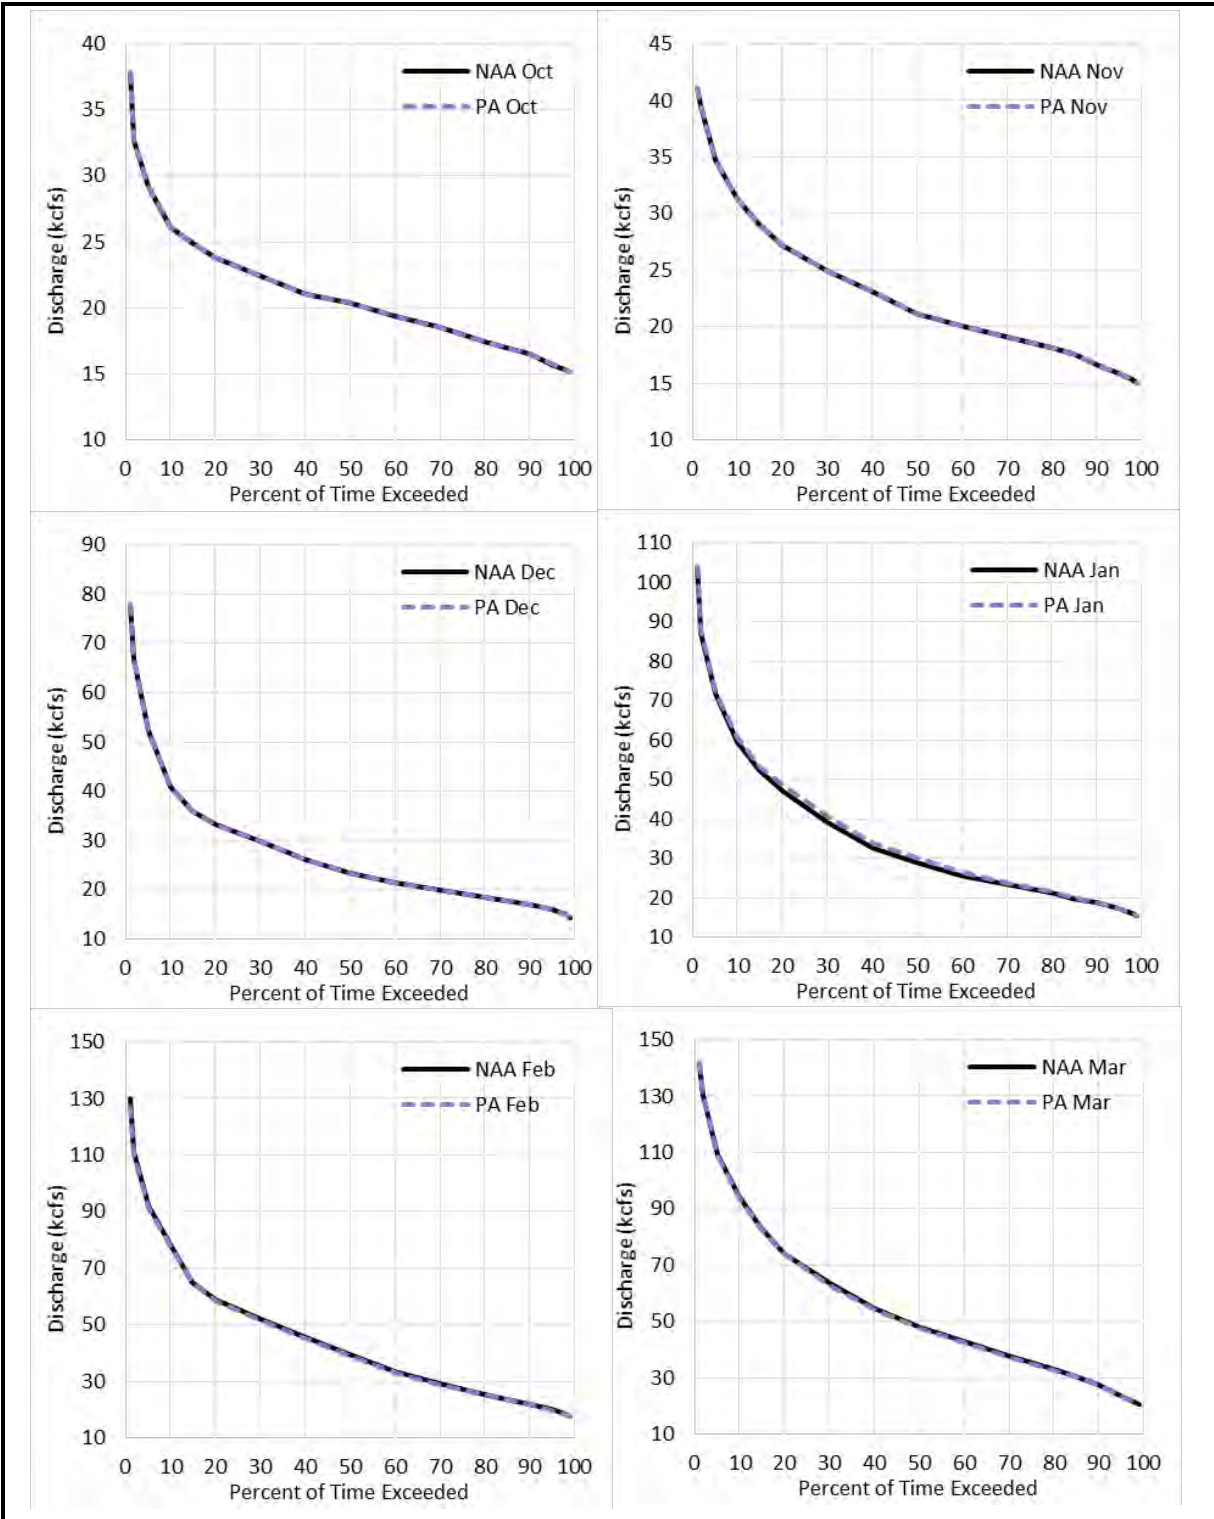 40
35
30
25
20
15
10
0 10 20 30 40 50 60 70 80 90 100
Discharge (kcfs)
Percent of Time Exceeded
NAA Oct
PA Oct
45
40
35
30
25
20
15
10
0 10 20 30 40 50 60 70 80 90 100
Discharge (kcfs)
Percent of Time Exceeded
NAA Nov
PA Nov
90
80
70
60
50
40
30
20
10
0 10 20 30 40 50 60 70 80 90 100
Discharge (kcfs)
Percent of Time Exceeded
NAA Dec
PA Dec
110
100
90
80
70
60
50
40
30
20
10
0 10 20 30 40 50 60 70 80 90 100
Discharge (kcfs)
Percent of Time Exceeded
NAA Jan
PA Jan
150
130
110
90
70
50
30
10
0 10 20 30 40 50 60 70 80 90 100
Discharge (kcfs)
Percent of Time Exceeded
NAA Feb
PA Feb
150
130
110
90
70
50
30
10
0 10 20 30 40 50 60 70 80 90 100
Discharge (kcfs)
Percent of Time Exceeded
NAA Mar
PA Mar